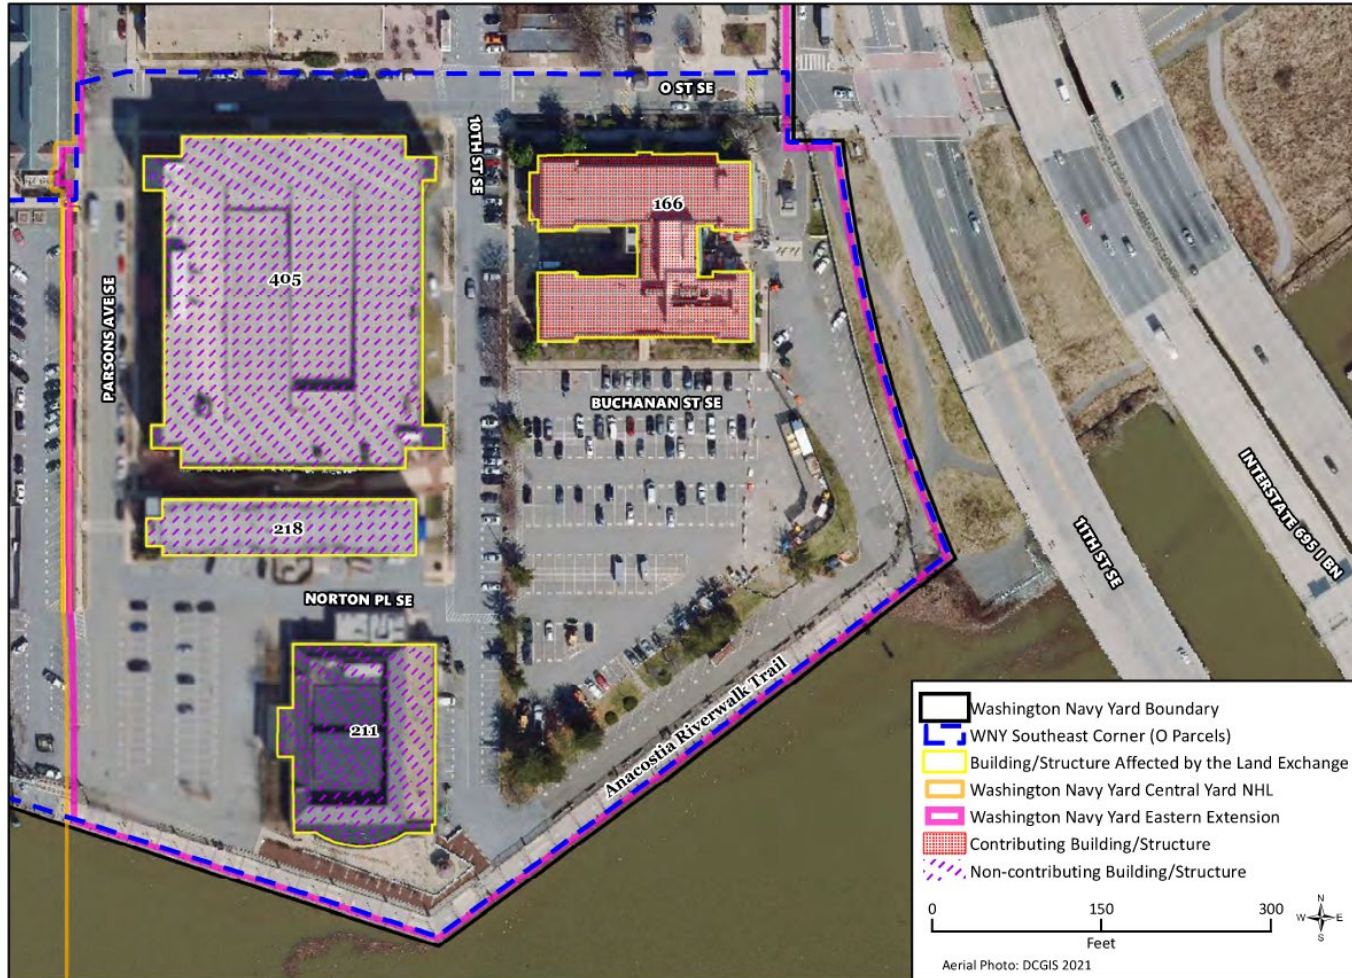 O ST SE
10TH ST SE
166
405
PARSONS AVE SE
BUCHANAN ST SE
218
NORTON PL SE
211
Anacostia Riverwalk Trail
11TH ST SE
INTERSTATE 695 I BN
Washington Navy Yard Boundary
WNY Southeast Corner (O Parcels)
Building/Structure Affected by the Land Exchange
Washington Navy Yard Central Yard NHL
Washington Navy Yard Eastern Extension
Contributing Building/Structure
Non-contributing Building/Structure
0 150 300
Feet
N
W E
S
Aerial Photo: DCGIS 2021